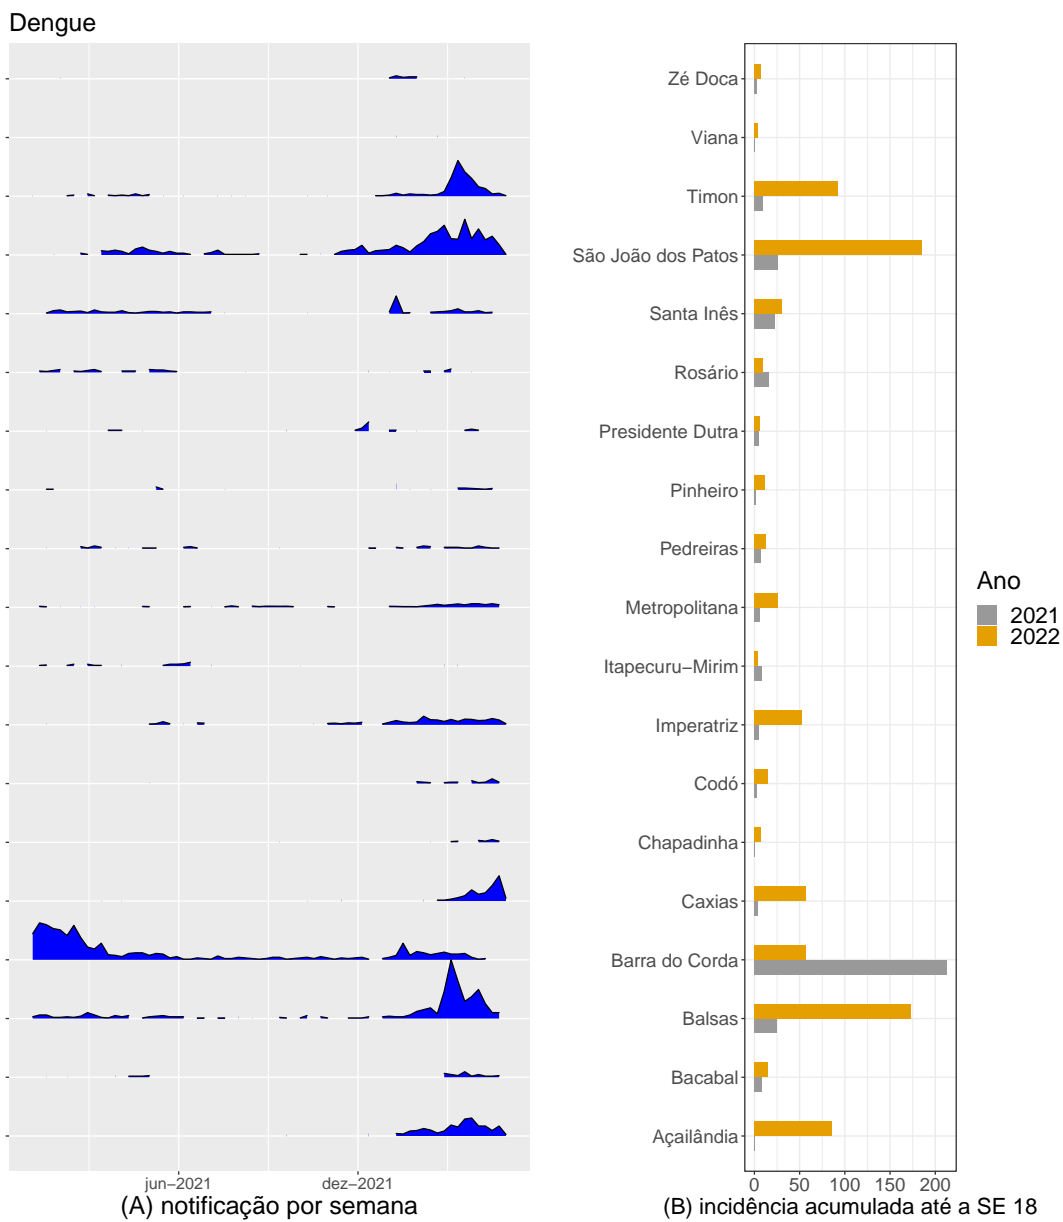 Dengue
Zé Doca
Viana
Timon
São João dos Patos
Santa Inês
Rosário
Presidente Dutra
Pinheiro
Pedreiras
Metropolitana
Itapecuru−Mirim
Imperatriz
Codó
Chapadinha
Caxias
Barra do Corda
Balsas
Bacabal
Açailândia
Ano
2021
2022
jun−2021 dez−2021
0 50 100 150 200
(A) notificação por semana
(B) incidência acumulada até a SE 18